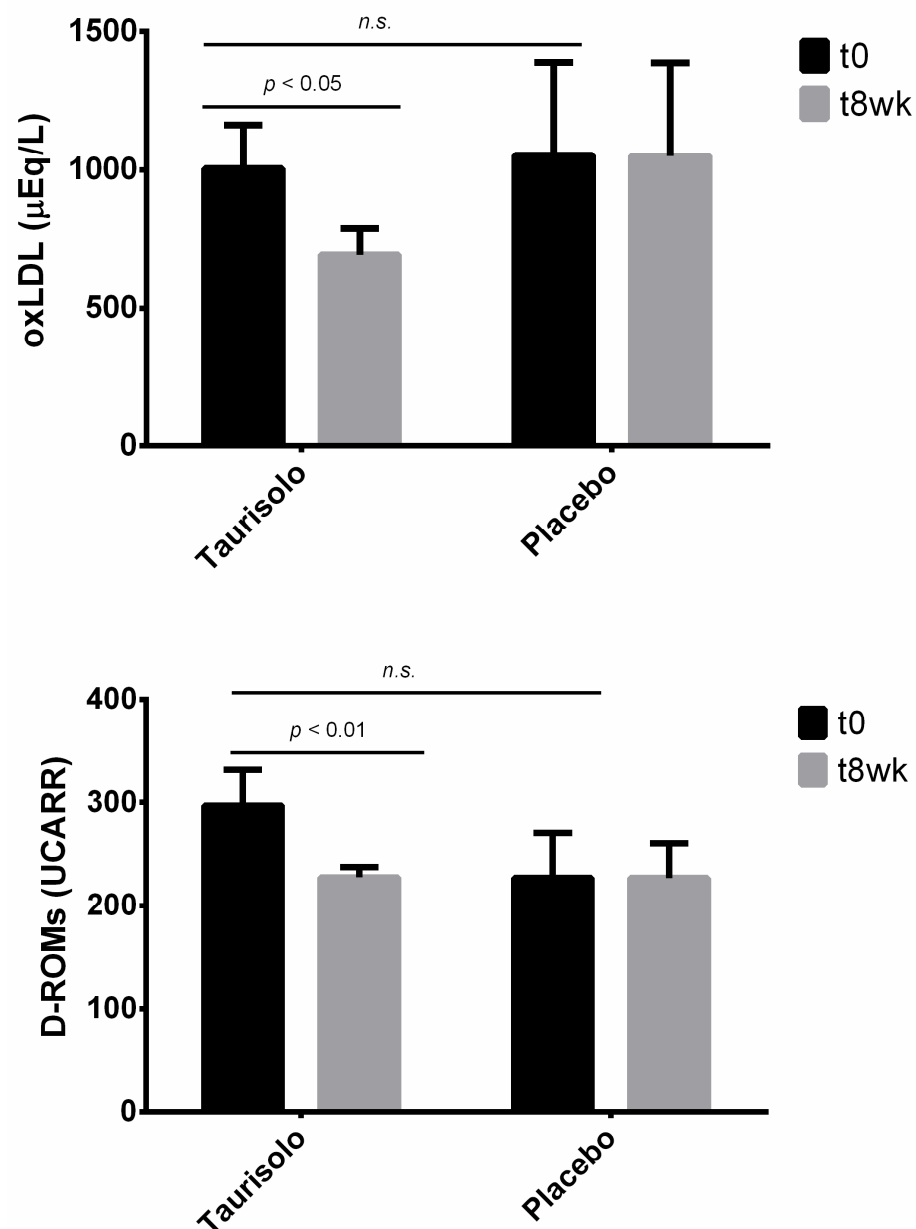 n.s.
p < 0.05
1500
1000
500
0
oxLDL (μEq/L)
Taurisolo
Placebo
t0
t8wk
n.s.
p < 0.01
400
300
200
100
0
D-ROMs (UCARR)
Taurisolo
Placebo
t0
t8wk